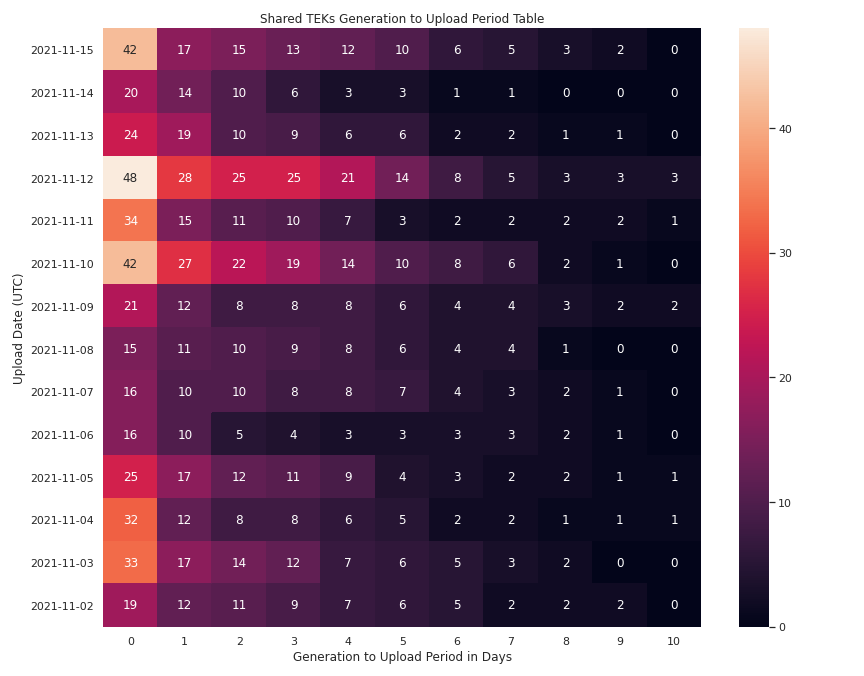 Shared TEKs Generation to Upload Period Table
2021-11-15 42 17 15 13 12 10 6 5 3 2 0
2021-11-14 20 14 10 6 3 3 1 1 0 0 0
2021-11-13 24 19 10 9 6 6 2 2 1 1 0
2021-11-12 48 28 25 25 21 14 8 5 3 3 3
2021-11-11 34 15 11 10 7 3 2 2 2 2 1
2021-11-10 42 27 22 19 14 10 8 6 2 1 0
2021-11-09 21 12 8 8 8 6 4 4 3 2 2
2021-11-08 15 11 10 9 8 6 4 4 1 0 0
2021-11-07 16 10 10 8 8 7 4 3 2 1 0
2021-11-06 16 10 5 4 3 3 3 3 2 1 0
2021-11-05 25 17 12 11 9 4 3 2 2 1 1
2021-11-04 32 12 8 8 6 5 2 2 1 1 1
2021-11-03 33 17 14 12 7 6 5 3 2 0 0
2021-11-02 19 12 11 9 7 6 5 2 2 2 0
0 1 2 3 4 5 6 7 8 9 10
Generation to Upload Period in Days
Upload Date (UTC)
40
30
20
10
0